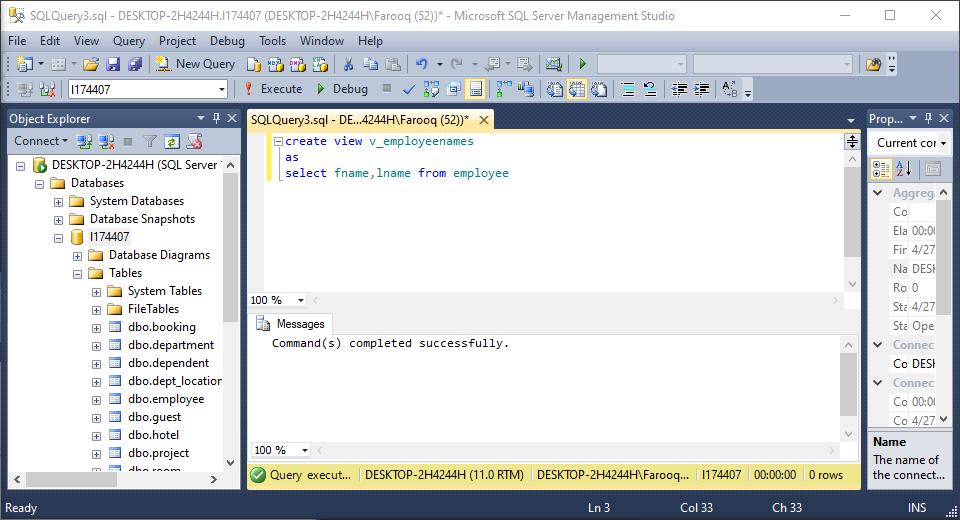 SQLQuery3.sql - DESKTOP-2H4244H.I174407 (DESKTOP-2H4244H\Farooq (52))* - Microsoft SQL Server Management Studio
File Edit View Query Project Debug Tools Window Help
New Query
I174407 Execute Debug
Object Explorer
Connect
DESKTOP-2H4244H (SQL Server
Databases
System Databases
Database Snapshots
I174407
Database Diagrams
Tables
System Tables
FileTables
dbo.booking
dbo.department
dbo.dependent
dbo.dept_location
dbo.employee
dbo.guest
dbo.hotel
dbo.project
dbo.room
SQLQuery3.sql - DE...4244H\Farooq (52))*
create view v_employeenames
as
select fname,lname from employee
100 %
Messages
Command(s) completed successfully.
100 %
Query execut... DESKTOP-2H4244H (11.0 RTM) DESKTOP-2H4244H\Farooq... I174407 00:00:00 0 rows
Prop...
Current cor
Aggreg
Co
Ela 00:00
Fin 4/27
Na DESK
Ro 0
Sta 4/27
Sta Ope
Connec
Co DESK
Connec
Co 00:00
Co 4/27
Name
The name of
the connect...
Ready Ln 3 Col 33 Ch 33 INS